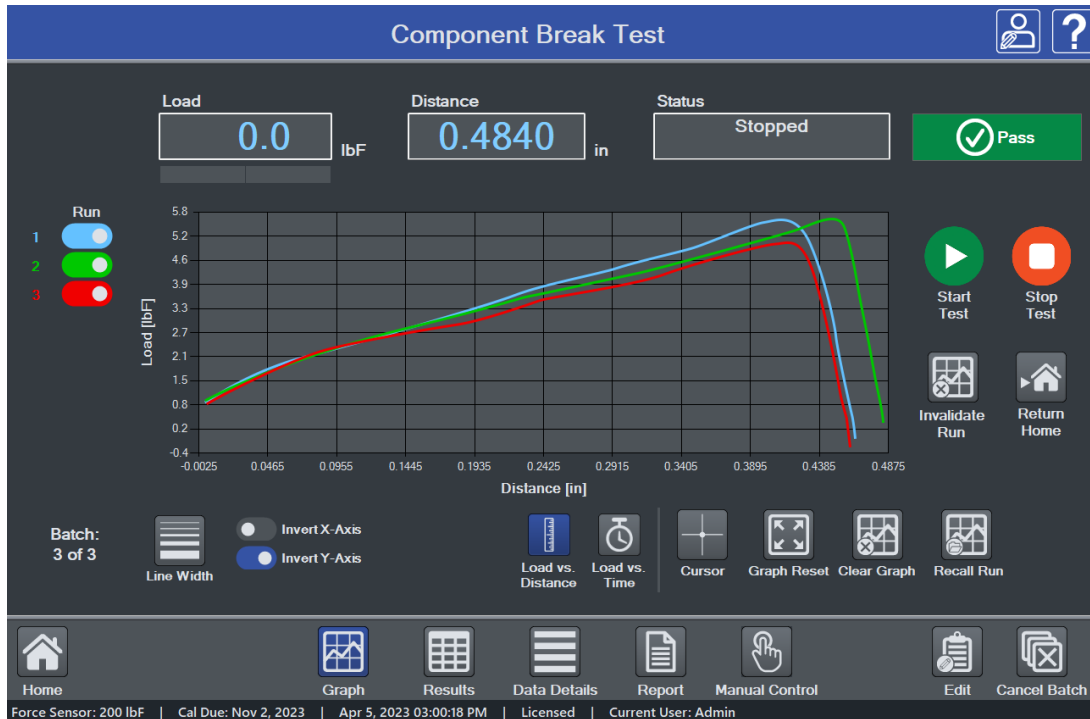 Component Break Test
?
Load
Distance
Status
0.0 lbF
0.4840 in
Stopped
Pass
Run
1
2
3
Load [lbF]
5.8
5.2
4.6
3.9
3.3
2.7
2.1
1.5
0.8
0.2
-0.4
-0.0025 0.0465 0.0955 0.1445 0.1935 0.2425 0.2915 0.3405 0.3895 0.4385 0.4875
Distance [in]
Start
Test
Stop
Test
Invalidate
Run
Return
Home
Batch:
3 of 3
Line Width
Invert X-Axis
Invert Y-Axis
Load vs.
Distance
Load vs.
Time
Cursor
Graph Reset
Clear Graph
Recall Run
Home
Graph
Results
Data Details
Report
Manual Control
Edit
Cancel Batch
Force Sensor: 200 lbF | Cal Due: Nov 2, 2023 | Apr 5, 2023 03:00:18 PM | Licensed | Current User: Admin